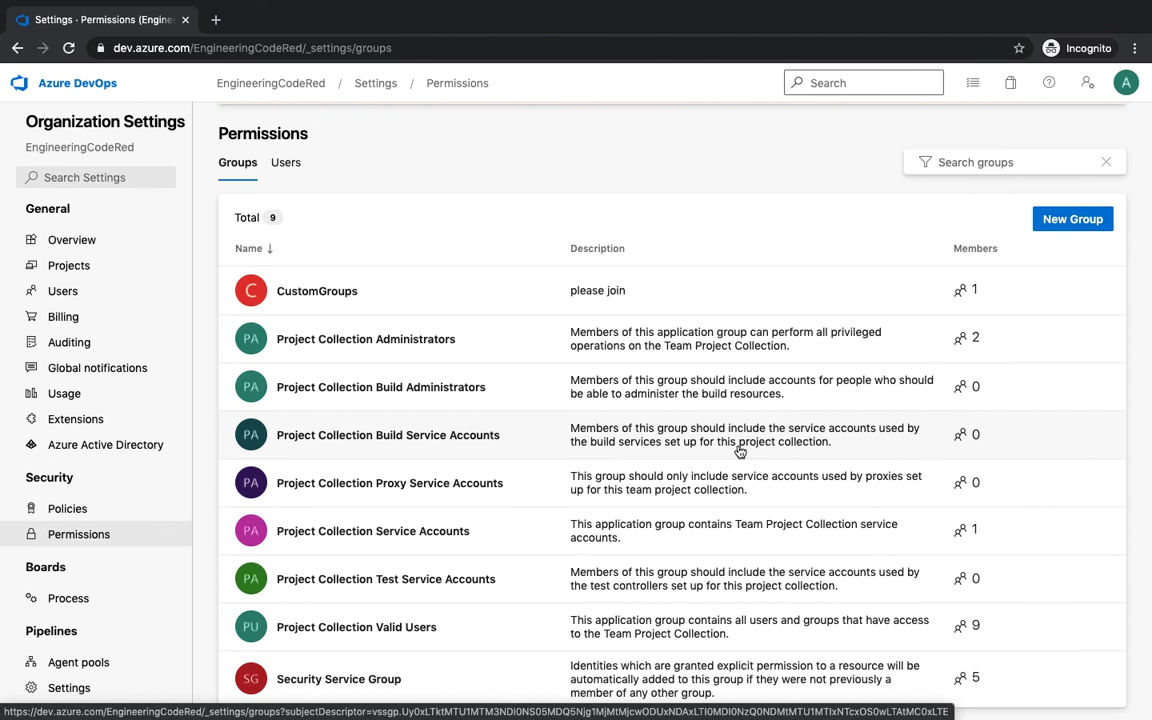 Settings · Permissions (Engine
dev.azure.com/EngineeringCodeRed/_settings/groups
Incognito
Azure DevOps
EngineeringCodeRed / Settings / Permissions
Search
A
Organization Settings
EngineeringCodeRed
Search Settings
General
Overview
Projects
Users
Billing
Auditing
Global notifications
Usage
Extensions
Azure Active Directory
Security
Policies
Permissions
Boards
Process
Pipelines
Agent pools
Settings
Permissions
Groups Users
Search groups
Total 9
New Group
Name Description Members
C CustomGroups please join 1
PA Project Collection Administrators Members of this application group can perform all privileged
operations on the Team Project Collection. 2
PA Project Collection Build Administrators Members of this group should include accounts for people who should
be able to administer the build resources. 0
PA Project Collection Build Service Accounts Members of this group should include the service accounts used by
the build services set up for this project collection. 0
PA Project Collection Proxy Service Accounts This group should only include service accounts used by proxies set
up for this team project collection. 0
PA Project Collection Service Accounts This application group contains Team Project Collection service
accounts. 1
PA Project Collection Test Service Accounts Members of this group should include the service accounts used by
the test controllers set up for this project collection. 0
PU Project Collection Valid Users This application group contains all users and groups that have access
to the Team Project Collection. 9
SG Security Service Group Identities which are granted explicit permission to a resource will be
automatically added to this group if they were not previously a
member of any other group. 5